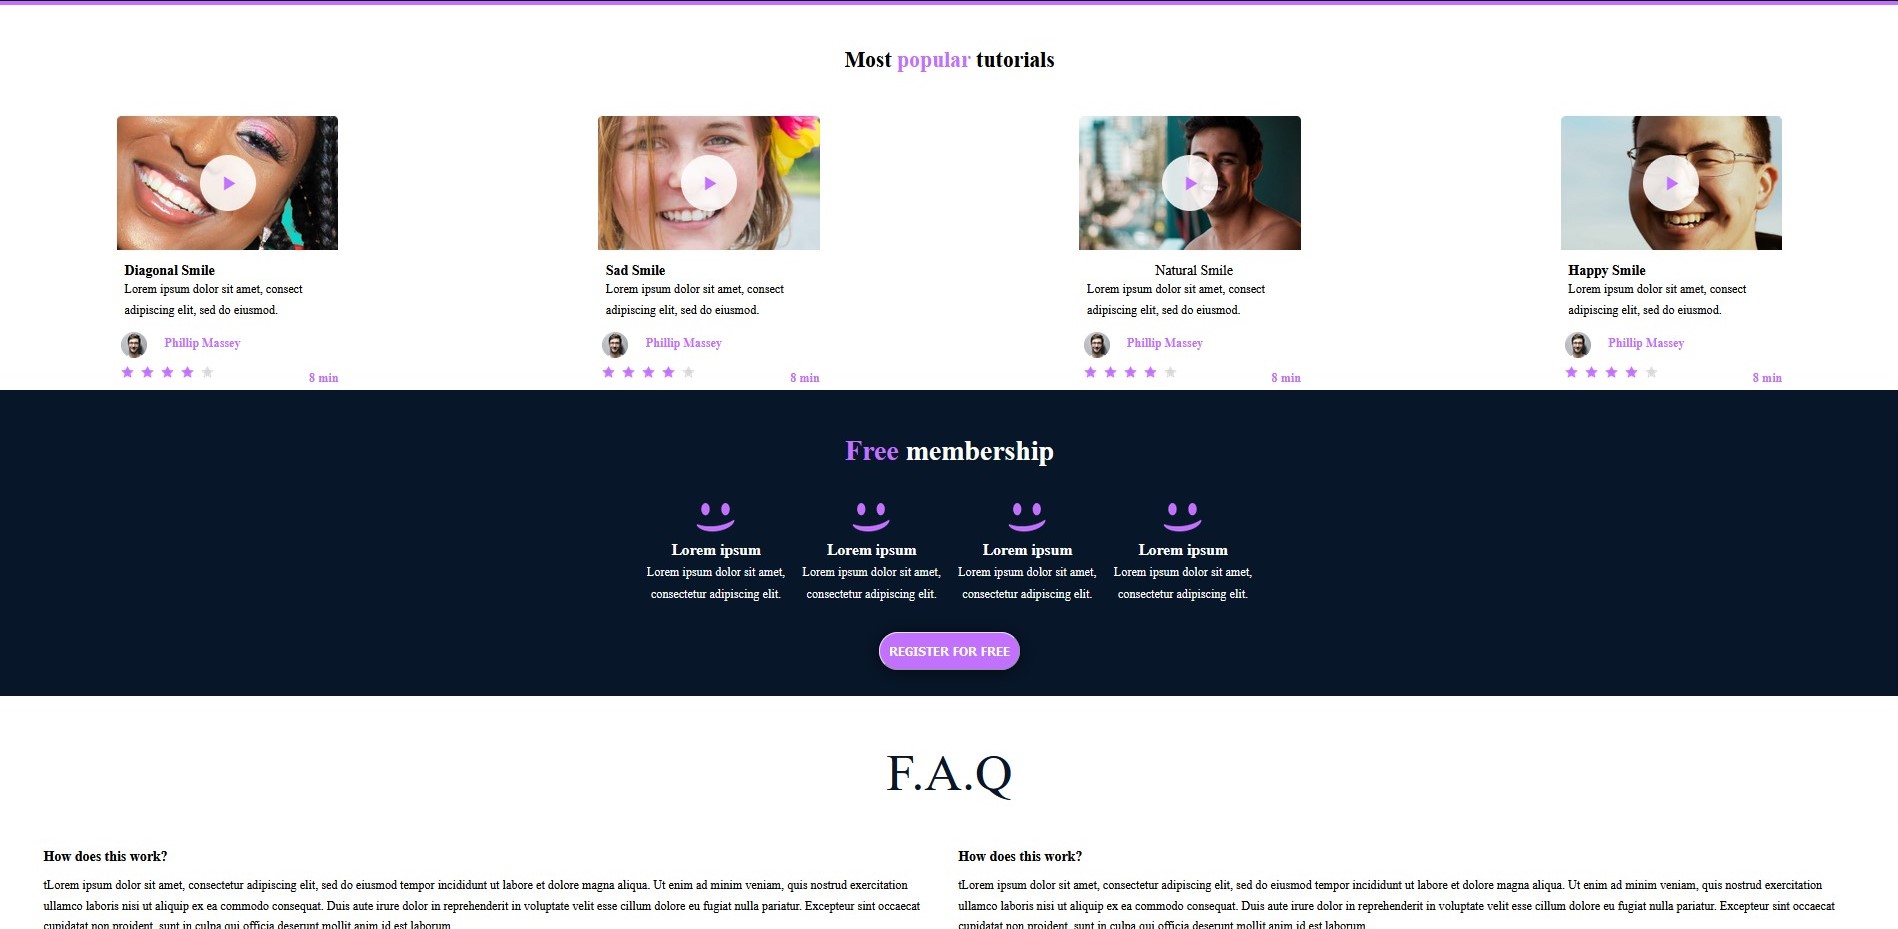 Most popular tutorials
Diagonal Smile
Lorem ipsum dolor sit amet, consect
adipiscing elit, sed do eiusmod.
Phillip Massey
8 min
Sad Smile
Lorem ipsum dolor sit amet, consect
adipiscing elit, sed do eiusmod.
Phillip Massey
8 min
Natural Smile
Lorem ipsum dolor sit amet, consect
adipiscing elit, sed do eiusmod.
Phillip Massey
8 min
Happy Smile
Lorem ipsum dolor sit amet, consect
adipiscing elit, sed do eiusmod.
Phillip Massey
8 min
Free membership
Lorem ipsum
Lorem ipsum dolor sit amet,
consectetur adipiscing elit.
Lorem ipsum
Lorem ipsum dolor sit amet,
consectetur adipiscing elit.
Lorem ipsum
Lorem ipsum dolor sit amet,
consectetur adipiscing elit.
Lorem ipsum
Lorem ipsum dolor sit amet,
consectetur adipiscing elit.
REGISTER FOR FREE
F.A.Q
How does this work?
tLorem ipsum dolor sit amet, consectetur adipiscing elit, sed do eiusmod tempor incididunt ut labore et dolore magna aliqua. Ut enim ad minim veniam, quis nostrud exercitation
ullamco laboris nisi ut aliquip ex ea commodo consequat. Duis aute irure dolor in reprehenderit in voluptate velit esse cillum dolore eu fugiat nulla pariatur. Excepteur sint occaecat
cupidatat non proident, sunt in culpa qui officia deserunt mollit anim id est laborum
How does this work?
tLorem ipsum dolor sit amet, consectetur adipiscing elit, sed do eiusmod tempor incididunt ut labore et dolore magna aliqua. Ut enim ad minim veniam, quis nostrud exercitation
ullamco laboris nisi ut aliquip ex ea commodo consequat. Duis aute irure dolor in reprehenderit in voluptate velit esse cillum dolore eu fugiat nulla pariatur. Excepteur sint occaecat
cupidatat non proident, sunt in culpa qui officia deserunt mollit anim id est laborum